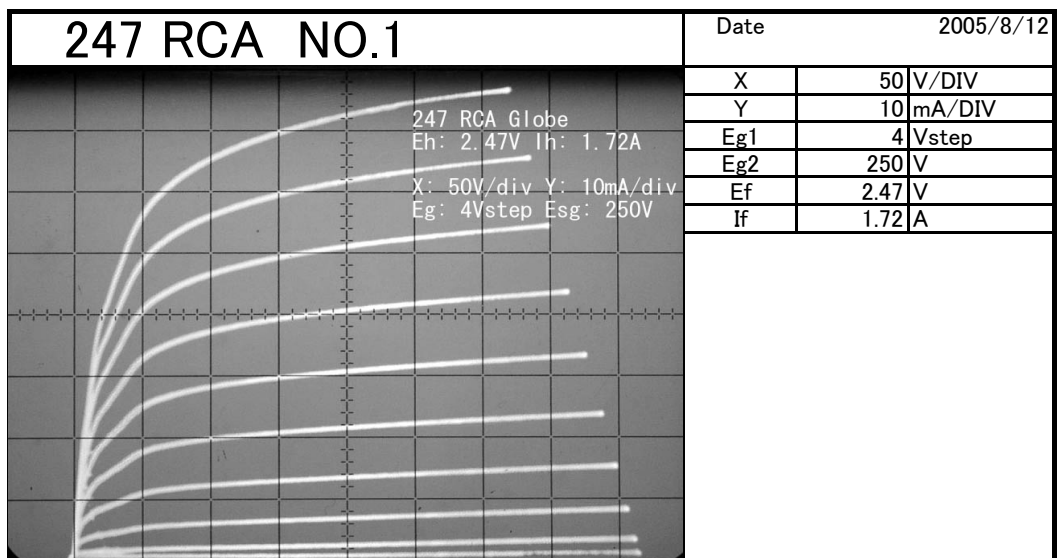 247 RCA NO.1
Date 2005/8/12
X 50 V/DIV
Y 10 mA/DIV
Eg1 4 Vstep
Eg2 250 V
Ef 2.47 V
If 1.72 A
247 RCA Globe
Eh: 2.47V Ih: 1.72A
X: 50V/div Y: 10mA/div
Eg: 4Vstep Esg: 250V